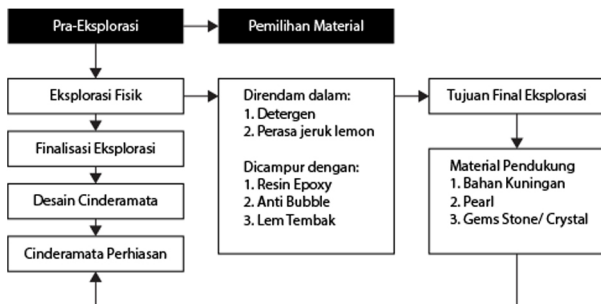 Pra-Eksplorasi
Pemilihan Material
Eksplorasi Fisik
Finalisasi Eksplorasi
Desain Cinderamata
Cinderamata Perhiasan
Direndam dalam:
1. Detergen
2. Perasa jeruk lemon
Dicampur dengan:
1. Resin Epoxy
2. Anti Bubble
3. Lem Tembak
Tujuan Final Eksplorasi
Material Pendukung
1. Bahan Kuningan
2. Pearl
3. Gems Stone/ Crystal